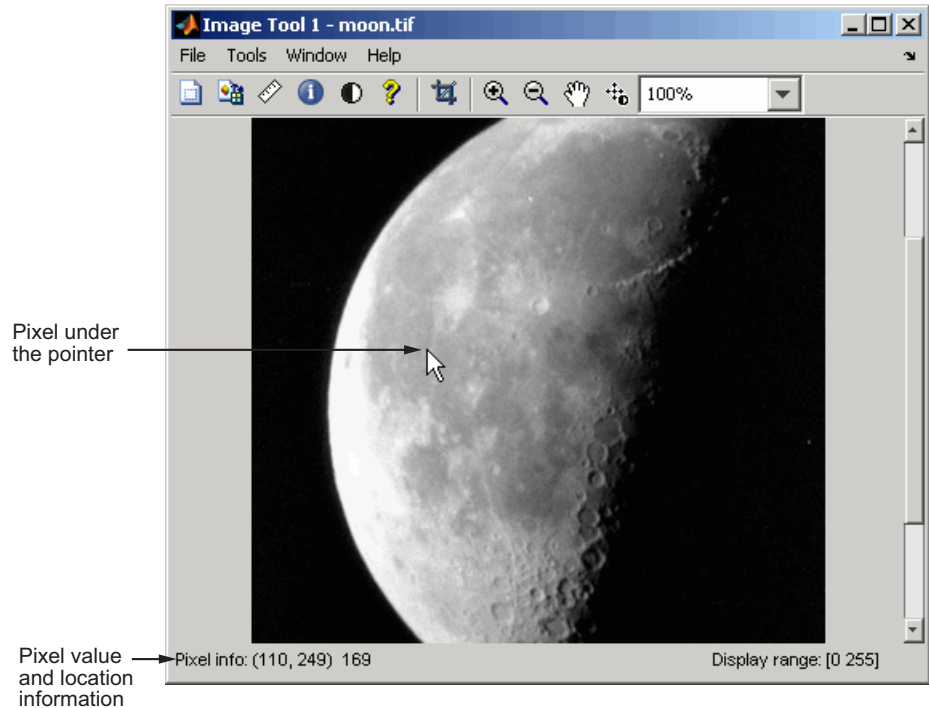 Image Tool 1 - moon.tif
File Tools Window Help
100%
Pixel under
the pointer
Pixel info: (110, 249) 169
Display range: [0 255]
Pixel value
and location
information